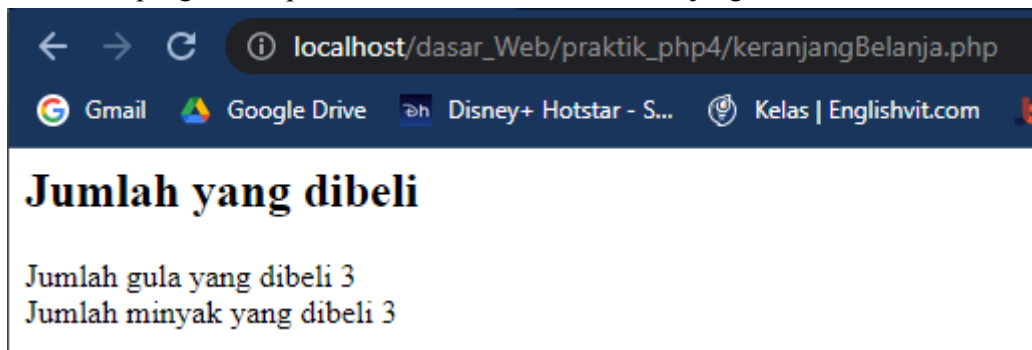 localhost/dasar_Web/praktik_php4/keranjangBelanja.php
Gmail Google Drive Disney+ Hotstar - S... Kelas | Englishvit.com
Jumlah yang dibeli
Jumlah gula yang dibeli 3
Jumlah minyak yang dibeli 3